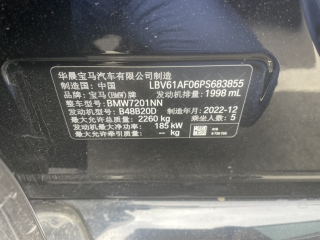 华晨宝马汽车有限公司制造
制造国：中国 LBV61AF06PS683855
品牌：宝马(BMW)牌 发动机排量：1998 mL
整车型号：BMW7201NN
发动机型号：B48B20D 制造年月：2022-12
最大允许总质量：2260 kg 乘坐人数：5
发动机最大净功率：185 kW
最大允许牵引质量：— kg